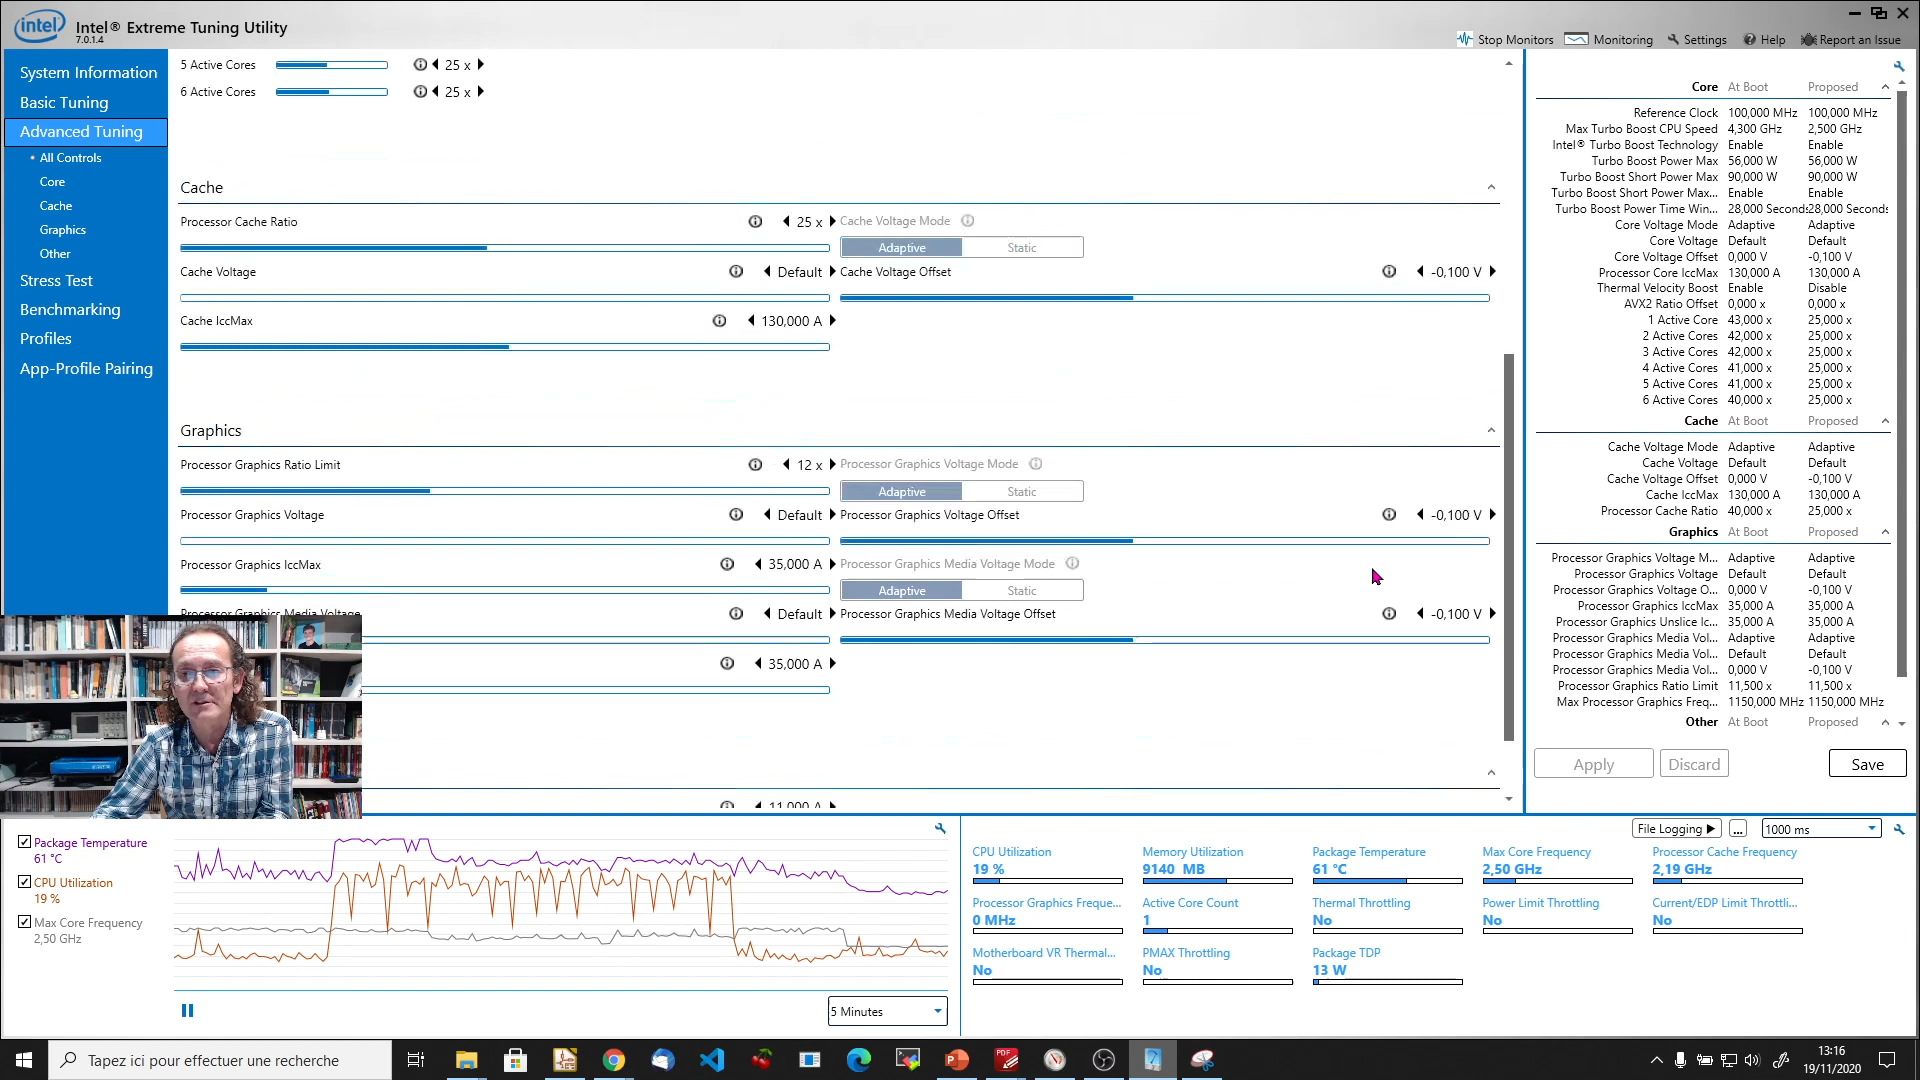 intel
Intel® Extreme Tuning Utility
7.0.1.4
Stop Monitors
Monitoring
Settings
Help
Report an Issue
System Information
Basic Tuning
Advanced Tuning
• All Controls
Core
Cache
Graphics
Other
Stress Test
Benchmarking
Profiles
App-Profile Pairing
5 Active Cores 25 x
6 Active Cores 25 x
Cache
Processor Cache Ratio 25 x
Cache Voltage Mode
Adaptive Static
Cache Voltage Default
Cache Voltage Offset -0,100 V
Cache IccMax 130,000 A
Graphics
Processor Graphics Ratio Limit 12 x
Processor Graphics Voltage Mode
Adaptive Static
Processor Graphics Voltage Default
Processor Graphics Voltage Offset -0,100 V
Processor Graphics IccMax 35,000 A
Processor Graphics Media Voltage Mode
Adaptive Static
Processor Graphics Media Voltage Default
Processor Graphics Media Voltage Offset -0,100 V
35,000 A
11,000 A
Core At Boot Proposed
Reference Clock 100,000 MHz 100,000 MHz
Max Turbo Boost CPU Speed 4,300 GHz 2,500 GHz
Intel® Turbo Boost Technology Enable Enable
Turbo Boost Power Max 56,000 W 56,000 W
Turbo Boost Short Power Max 90,000 W 90,000 W
Turbo Boost Short Power Max... Enable Enable
Turbo Boost Power Time Win... 28,000 Seconds 28,000 Seconds
Core Voltage Mode Adaptive Adaptive
Core Voltage Default Default
Core Voltage Offset 0,000 V -0,100 V
Processor Core IccMax 130,000 A 130,000 A
Thermal Velocity Boost Enable Disable
AVX2 Ratio Offset 0,000 x 0,000 x
1 Active Core 43,000 x 25,000 x
2 Active Cores 42,000 x 25,000 x
3 Active Cores 42,000 x 25,000 x
4 Active Cores 41,000 x 25,000 x
5 Active Cores 41,000 x 25,000 x
6 Active Cores 40,000 x 25,000 x
Cache At Boot Proposed
Cache Voltage Mode Adaptive Adaptive
Cache Voltage Default Default
Cache Voltage Offset 0,000 V -0,100 V
Cache IccMax 130,000 A 130,000 A
Processor Cache Ratio 40,000 x 25,000 x
Graphics At Boot Proposed
Processor Graphics Voltage M... Adaptive Adaptive
Processor Graphics Voltage Default Default
Processor Graphics Voltage O... 0,000 V -0,100 V
Processor Graphics IccMax 35,000 A 35,000 A
Processor Graphics Unslice Ic... 35,000 A 35,000 A
Processor Graphics Media Vol... Adaptive Adaptive
Processor Graphics Media Vol... Default Default
Processor Graphics Media Vol... 0,000 V -0,100 V
Processor Graphics Ratio Limit 11,500 x 11,500 x
Max Processor Graphics Freq... 1150,000 MHz 1150,000 MHz
Other At Boot Proposed
Apply Discard Save
Package Temperature
61 °C
CPU Utilization
19 %
Max Core Frequency
2,50 GHz
5 Minutes
File Logging ... 1000 ms
CPU Utilization Memory Utilization Package Temperature Max Core Frequency Processor Cache Frequency
19 % 9140 MB 61 °C 2,50 GHz 2,19 GHz
Processor Graphics Freque... Active Core Count Thermal Throttling Power Limit Throttling Current/EDP Limit Throttli...
0 MHz 1 No No No
Motherboard VR Thermal... PMAX Throttling Package TDP
No No 13 W
Tapez ici pour effectuer une recherche
13:16
19/11/2020